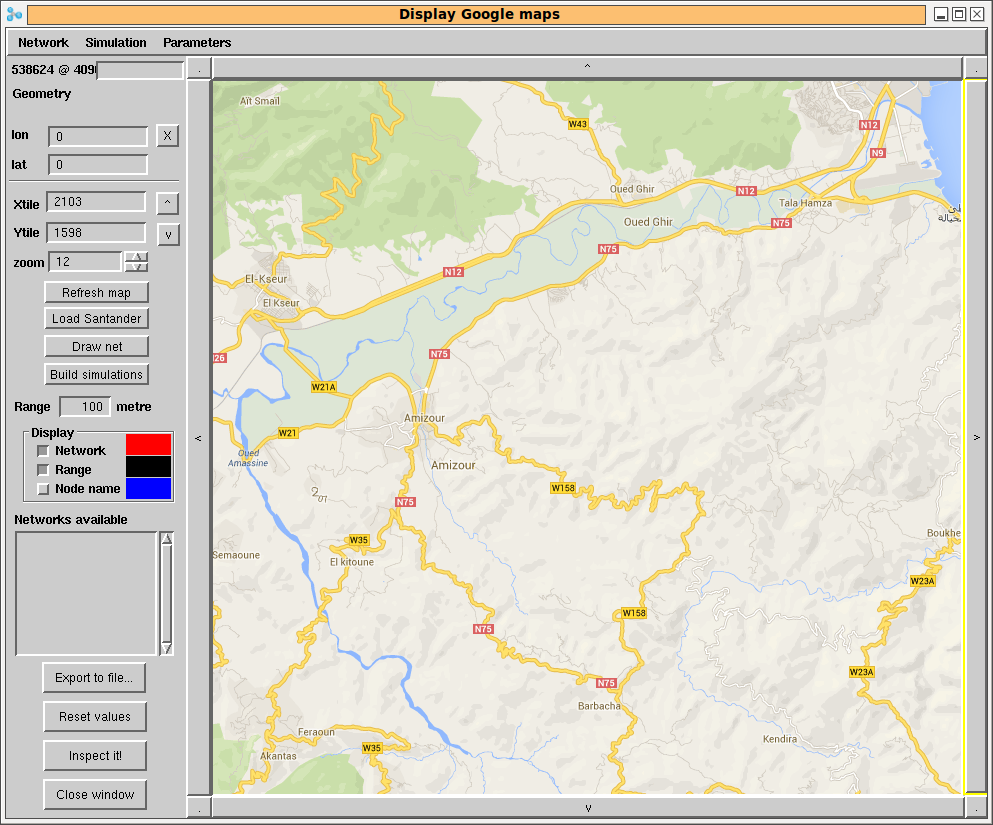 Display Google maps
Network Simulation Parameters
538624 @ 409
Geometry
lon 0 X
lat 0
Xtile 2103 ^
Ytile 1598 v
zoom 12
Refresh map
Load Santander
Draw net
Build simulations
Range 100 metre
Display
Network
Range
Node name
Networks available
Export to file...
Reset values
Inspect it!
Close window
^
<
>
v
Aït Smaïl
W43
N12
N9
Oued Ghir
N12
Tala Hamza
Oued Ghir
N75
N75
N12
El-Kseur
El Kseur
N75
26
W21A
Amizour
W21
Oued
Amassine
Amizour
W158
N75
W35
Semaoune
El kitoune
Boukhe
W23A
W158
N75
W23A
N75
Barbacha
Feraoun
W35
Akantas
Kendira